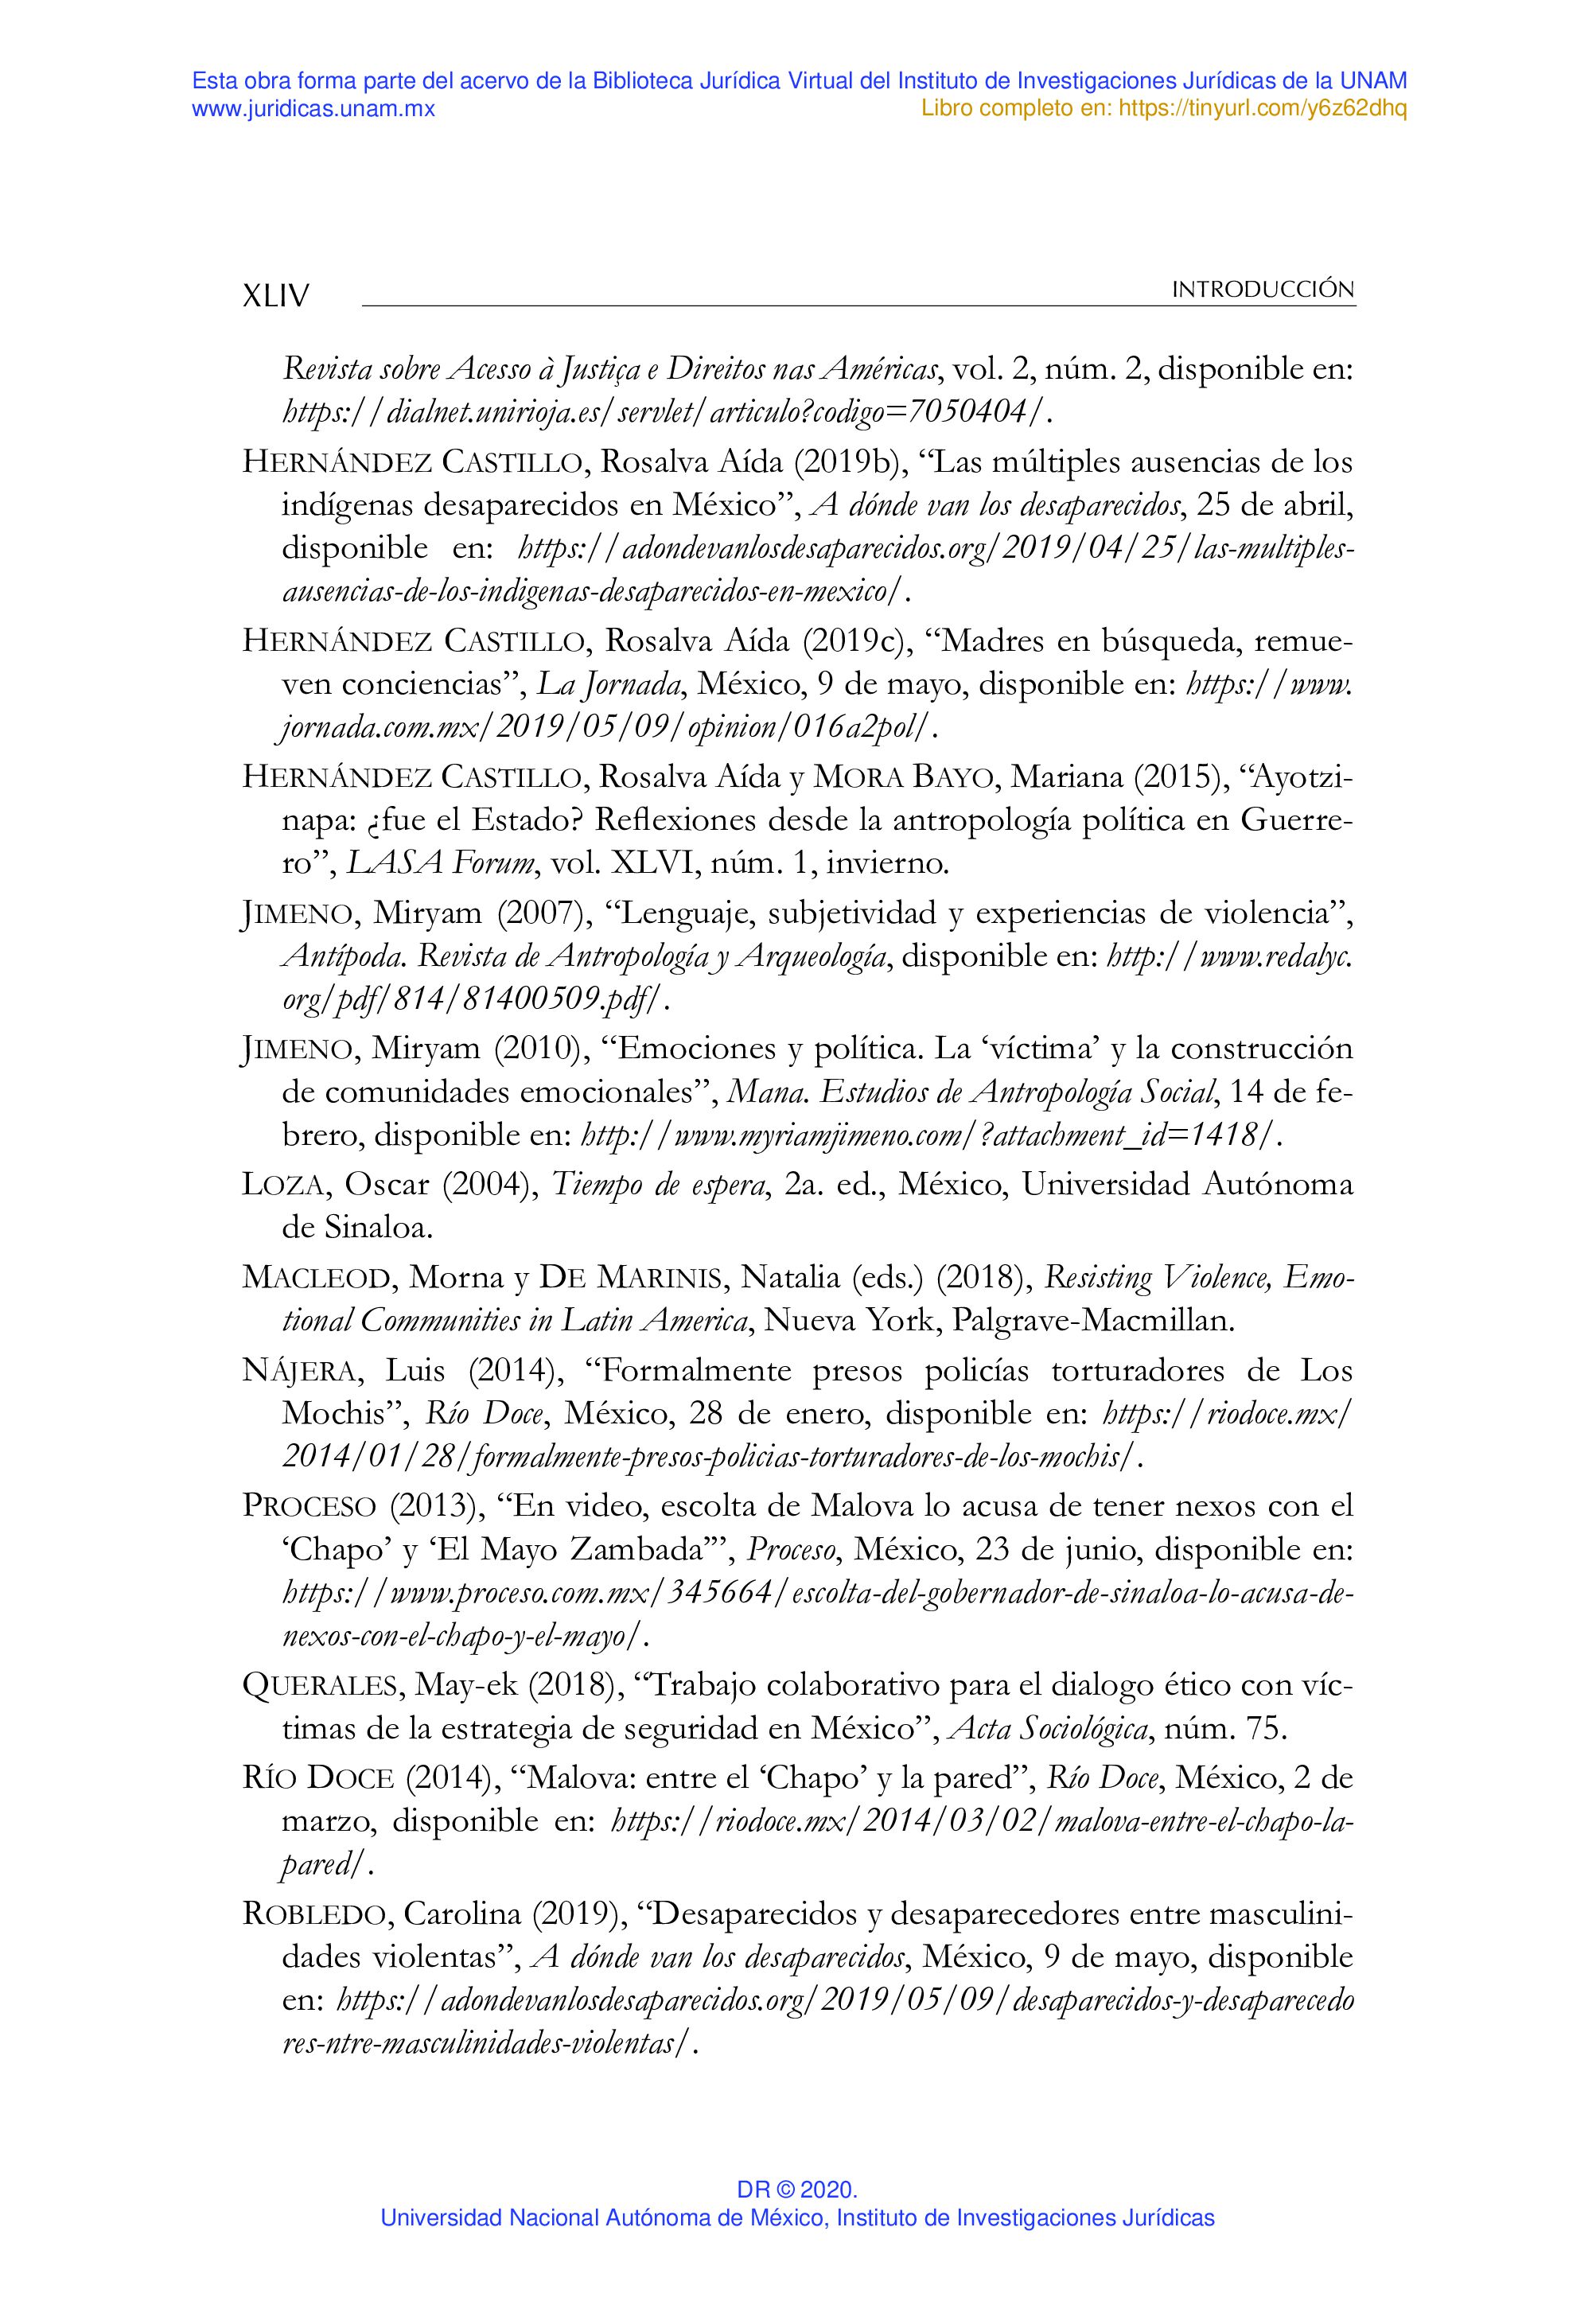 Esta obra forma parte del acervo de la Biblioteca Jurídica Virtual del Instituto de Investigaciones Jurídicas de la UNAM
www.juridicas.unam.mx Libro completo en: https://tinyurl.com/y6z62dhq
XLIV INTRODUCCIÓN
Revista sobre Acesso à Justiça e Direitos nas Américas, vol. 2, núm. 2, disponible en:
https://dialnet.unirioja.es/servlet/articulo?codigo=7050404/.
HERNÁNDEZ CASTILLO, Rosalva Aída (2019b), “Las múltiples ausencias de los
indígenas desaparecidos en México”, A dónde van los desaparecidos, 25 de abril,
disponible en: https://adondevanlosdesaparecidos.org/2019/04/25/las-multiples-
ausencias-de-los-indigenas-desaparecidos-en-mexico/.
HERNÁNDEZ CASTILLO, Rosalva Aída (2019c), “Madres en búsqueda, remue-
ven conciencias”, La Jornada, México, 9 de mayo, disponible en: https://www.
jornada.com.mx/2019/05/09/opinion/016a2pol/.
HERNÁNDEZ CASTILLO, Rosalva Aída y MORA BAYO, Mariana (2015), “Ayotzi-
napa: ¿fue el Estado? Reflexiones desde la antropología política en Guerre-
ro”, LASA Forum, vol. XLVI, núm. 1, invierno.
JIMENO, Miryam (2007), “Lenguaje, subjetividad y experiencias de violencia”,
Antípoda. Revista de Antropología y Arqueología, disponible en: http://www.redalyc.
org/pdf/814/81400509.pdf/.
JIMENO, Miryam (2010), “Emociones y política. La ‘víctima’ y la construcción
de comunidades emocionales”, Mana. Estudios de Antropología Social, 14 de fe-
brero, disponible en: http://www.myriamjimeno.com/?attachment_id=1418/.
LOZA, Oscar (2004), Tiempo de espera, 2a. ed., México, Universidad Autónoma
de Sinaloa.
MACLEOD, Morna y DE MARINIS, Natalia (eds.) (2018), Resisting Violence, Emo-
tional Communities in Latin America, Nueva York, Palgrave-Macmillan.
NÁJERA, Luis (2014), “Formalmente presos policías torturadores de Los
Mochis”, Río Doce, México, 28 de enero, disponible en: https://riodoce.mx/
2014/01/28/formalmente-presos-policias-torturadores-de-los-mochis/.
PROCESO (2013), “En video, escolta de Malova lo acusa de tener nexos con el
‘Chapo’ y ‘El Mayo Zambada’”, Proceso, México, 23 de junio, disponible en:
https://www.proceso.com.mx/345664/escolta-del-gobernador-de-sinaloa-lo-acusa-de-
nexos-con-el-chapo-y-el-mayo/.
QUERALES, May-ek (2018), “Trabajo colaborativo para el dialogo ético con víc-
timas de la estrategia de seguridad en México”, Acta Sociológica, núm. 75.
RÍO DOCE (2014), “Malova: entre el ‘Chapo’ y la pared”, Río Doce, México, 2 de
marzo, disponible en: https://riodoce.mx/2014/03/02/malova-entre-el-chapo-la-
pared/.
ROBLEDO, Carolina (2019), “Desaparecidos y desaparecedores entre masculini-
dades violentas”, A dónde van los desaparecidos, México, 9 de mayo, disponible
en: https://adondevanlosdesaparecidos.org/2019/05/09/desaparecidos-y-desaparecedo
res-ntre-masculinidades-violentas/.
DR © 2020.
Universidad Nacional Autónoma de México, Instituto de Investigaciones Jurídicas